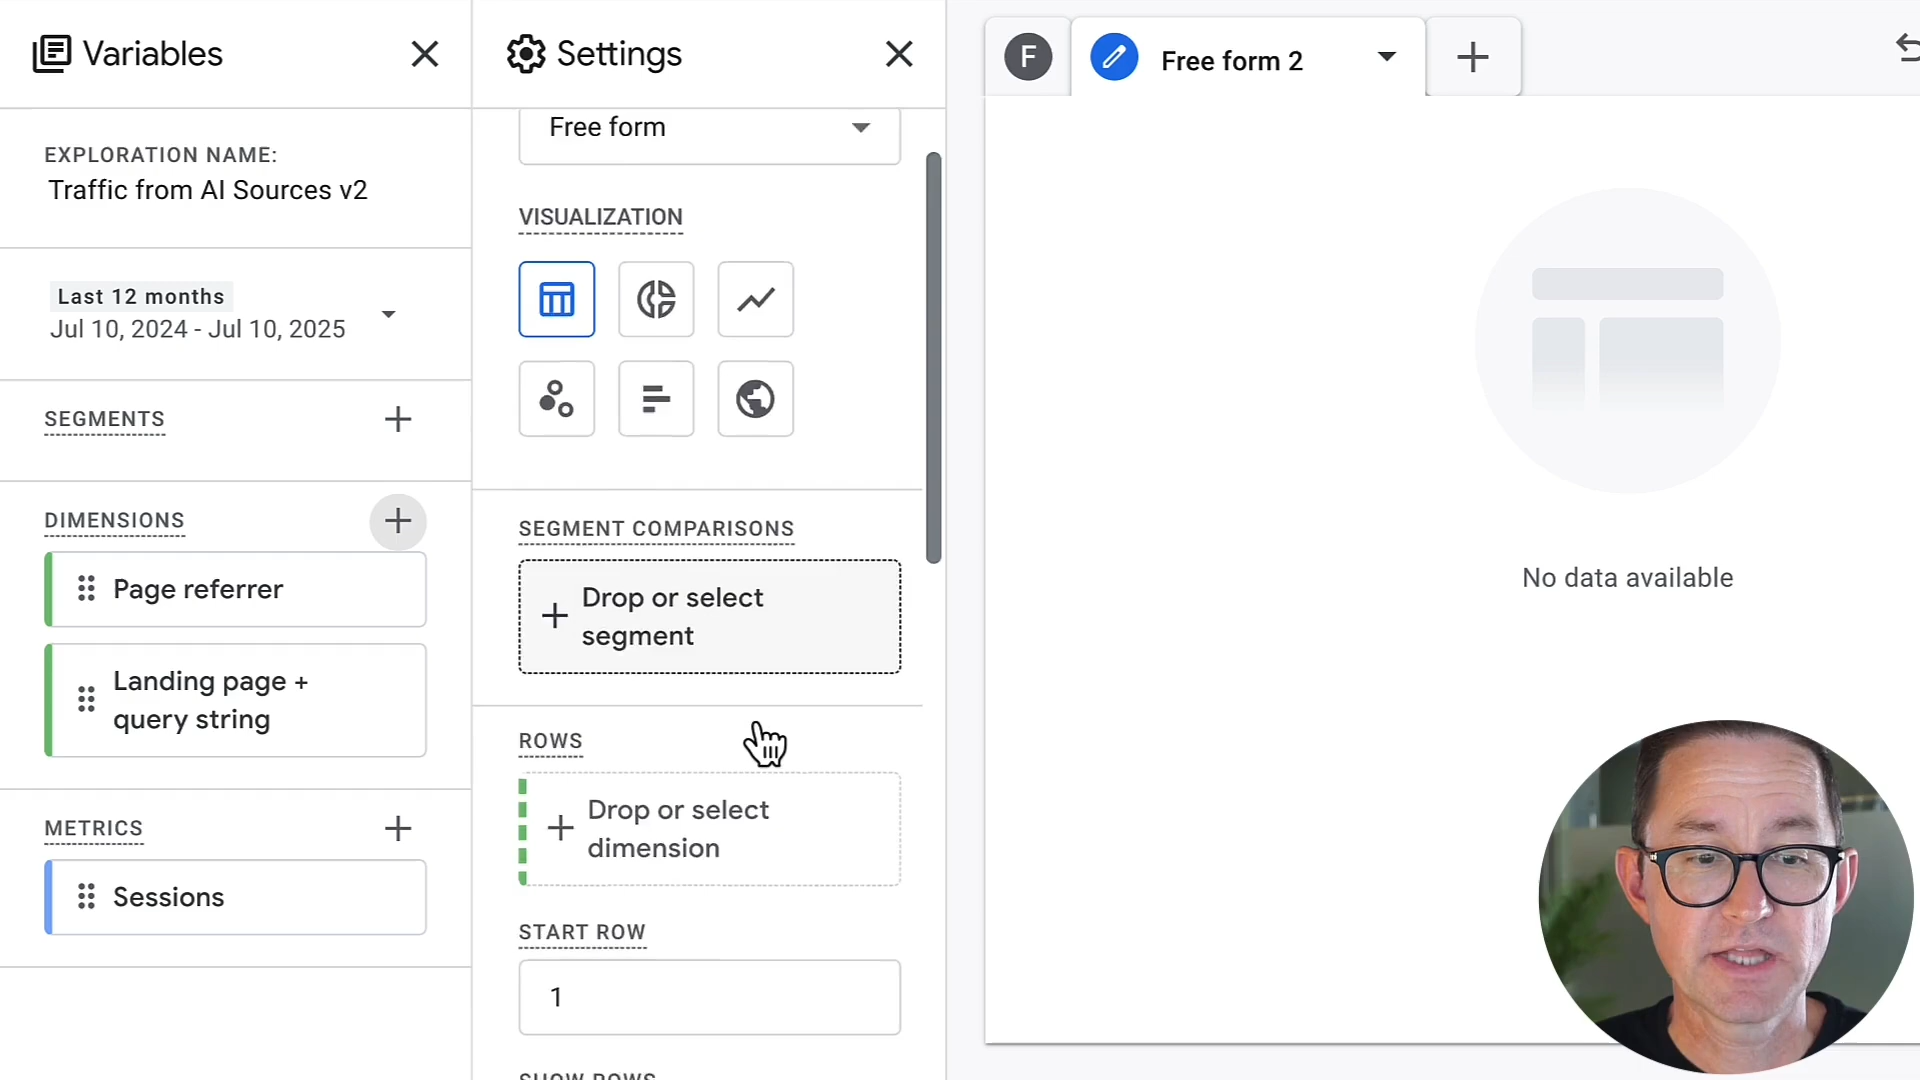 Variables
EXPLORATION NAME:
Traffic from AI Sources v2
Last 12 months
Jul 10, 2024 - Jul 10, 2025
SEGMENTS
DIMENSIONS
Page referrer
Landing page +
query string
METRICS
Sessions
Settings
Free form
VISUALIZATION
SEGMENT COMPARISONS
Drop or select
segment
ROWS
Drop or select
dimension
START ROW
1
SHOW ROWS
F
Free form 2
No data available